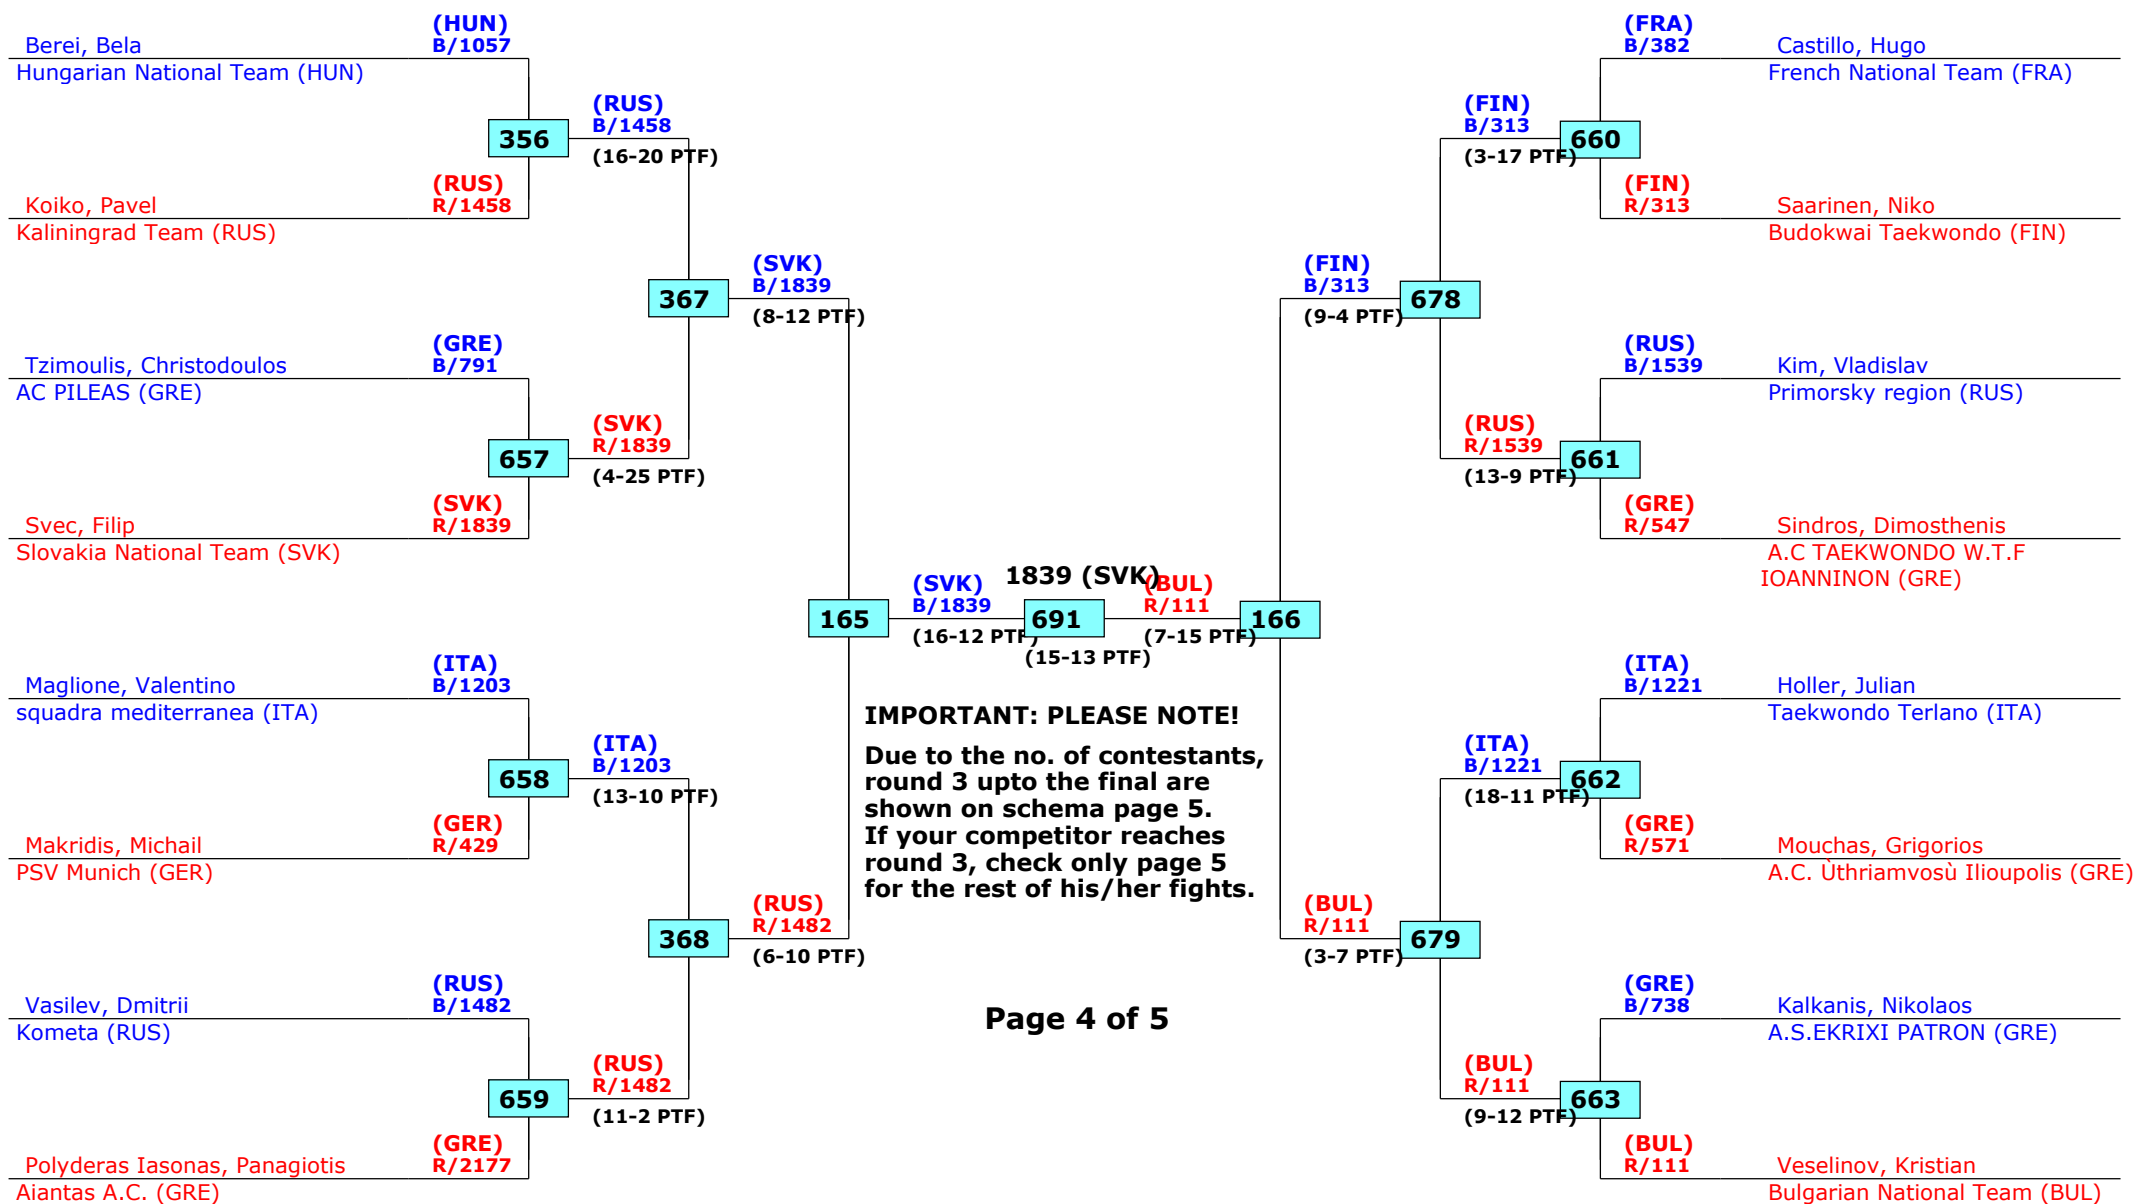 (HUN)
Berei, Bela B/1057
Hungarian National Team (HUN)
356
(RUS)
B/1458
(16-20 PTF)
(RUS)
Koiko, Pavel R/1458
Kaliningrad Team (RUS)
367
(SVK)
B/1839
(8-12 PTF)
(GRE)
Tzimoulis, Christodoulos B/791
AC PILEAS (GRE)
657
(SVK)
R/1839
(4-25 PTF)
(SVK)
Svec, Filip R/1839
Slovakia National Team (SVK)
165
(SVK)
B/1839
(16-12 PTF)
(ITA)
Maglione, Valentino B/1203
squadra mediterranea (ITA)
658
(ITA)
B/1203
(13-10 PTF)
(GER)
Makridis, Michail R/429
PSV Munich (GER)
368
(RUS)
R/1482
(6-10 PTF)
(RUS)
Vasilev, Dmitrii B/1482
Kometa (RUS)
659
(RUS)
R/1482
(11-2 PTF)
(GRE)
Polyderas Iasonas, Panagiotis R/2177
Aiantas A.C. (GRE)
1839 (SVK)
691
(15-13 PTF)
(BUL)
R/111
(7-15 PTF)
166
IMPORTANT: PLEASE NOTE!
Due to the no. of contestants,
round 3 upto the final are
shown on schema page 5.
If your competitor reaches
round 3, check only page 5
for the rest of his/her fights.
Page 4 of 5
(FRA)
B/382 Castillo, Hugo
French National Team (FRA)
(FIN)
B/313
(3-17 PTF)
660
(FIN)
R/313 Saarinen, Niko
Budokwai Taekwondo (FIN)
(FIN)
B/313
(9-4 PTF)
678
(RUS)
B/1539 Kim, Vladislav
Primorsky region (RUS)
(RUS)
R/1539
(13-9 PTF)
661
(GRE)
R/547 Sindros, Dimosthenis
A.C TAEKWONDO W.T.F
IOANNINON (GRE)
(ITA)
B/1221 Holler, Julian
Taekwondo Terlano (ITA)
(ITA)
B/1221
(18-11 PTF)
662
(GRE)
R/571 Mouchas, Grigorios
A.C. Ùthriamvosù Ilioupolis (GRE)
(BUL)
R/111
(3-7 PTF)
679
(GRE)
B/738 Kalkanis, Nikolaos
A.S.EKRIXI PATRON (GRE)
(BUL)
R/111
(9-12 PTF)
663
(BUL)
R/111 Veselinov, Kristian
Bulgarian National Team (BUL)